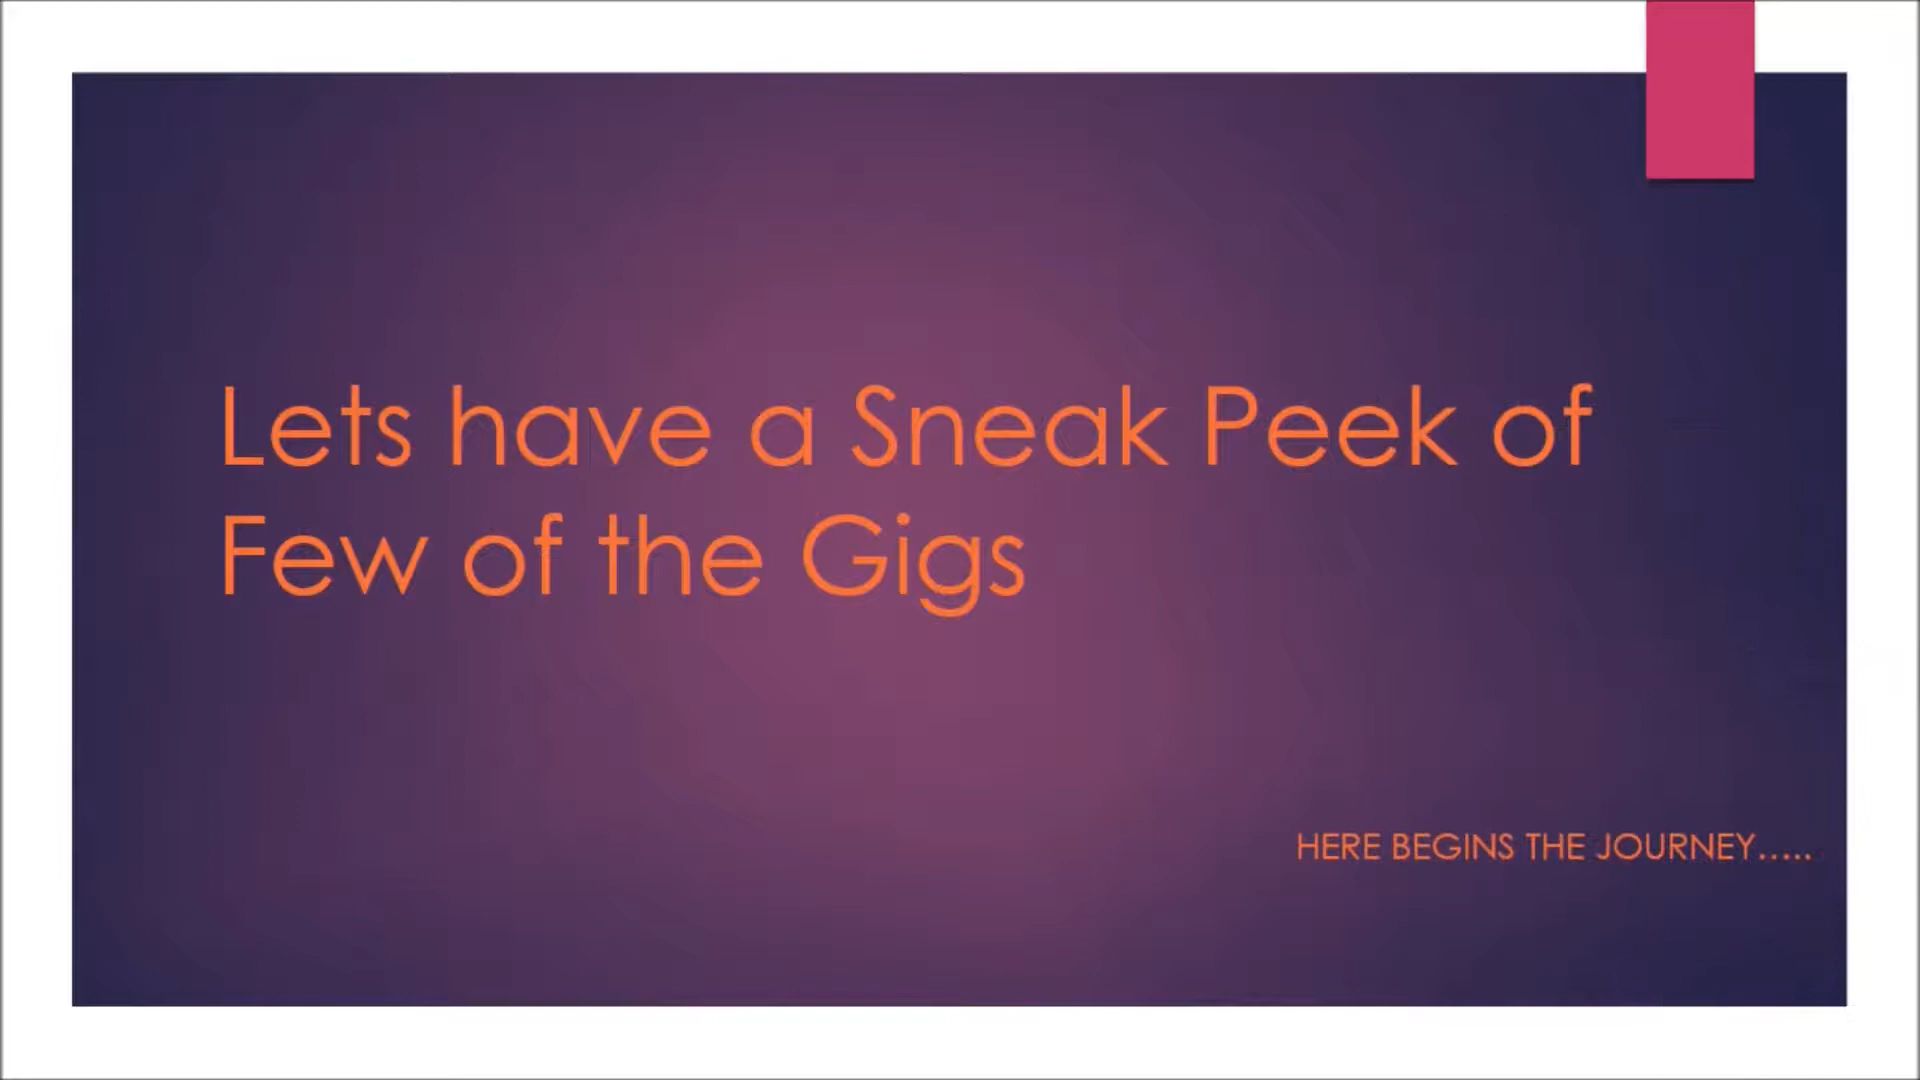 Lets have a Sneak Peek of
Few of the Gigs
HERE BEGINS THE JOURNEY.....